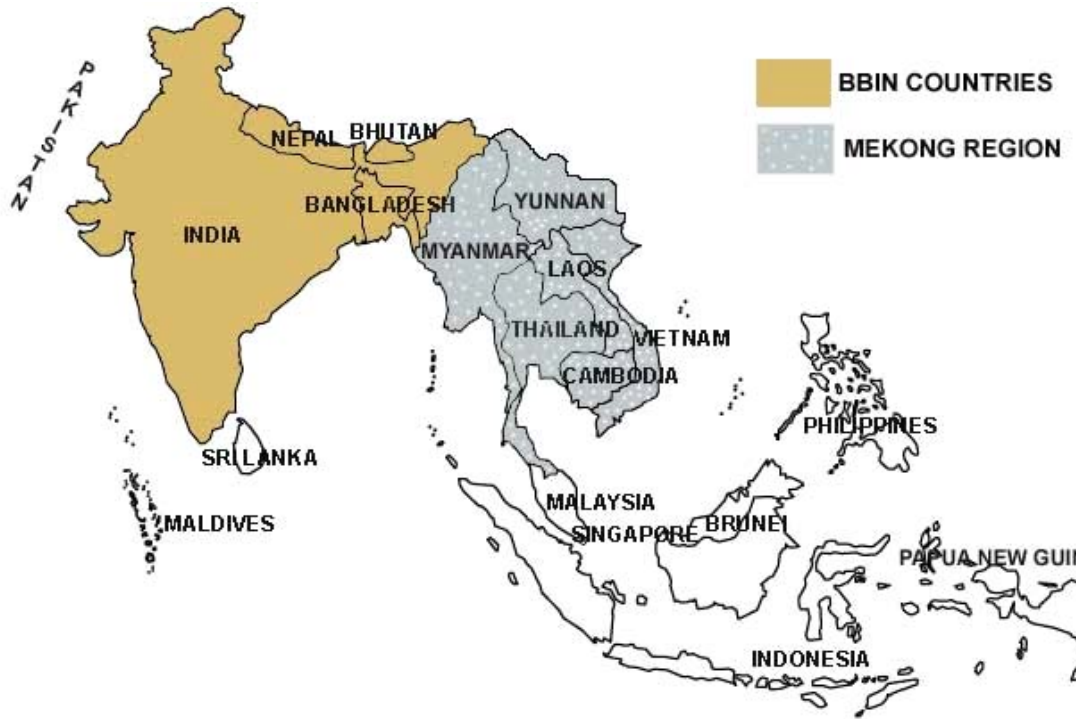 PAKISTAN
BBIN COUNTRIES
MEKONG REGION
NEPAL
BHUTAN
BANGLADESH
YUNNAN
INDIA
MYANMAR
LAOS
THAILAND
VIETNAM
CAMBODIA
PHILIPPINES
SRI LANKA
MALDIVES
MALAYSIA
SINGAPORE
BRUNEI
PAPUA NEW GUIN
INDONESIA